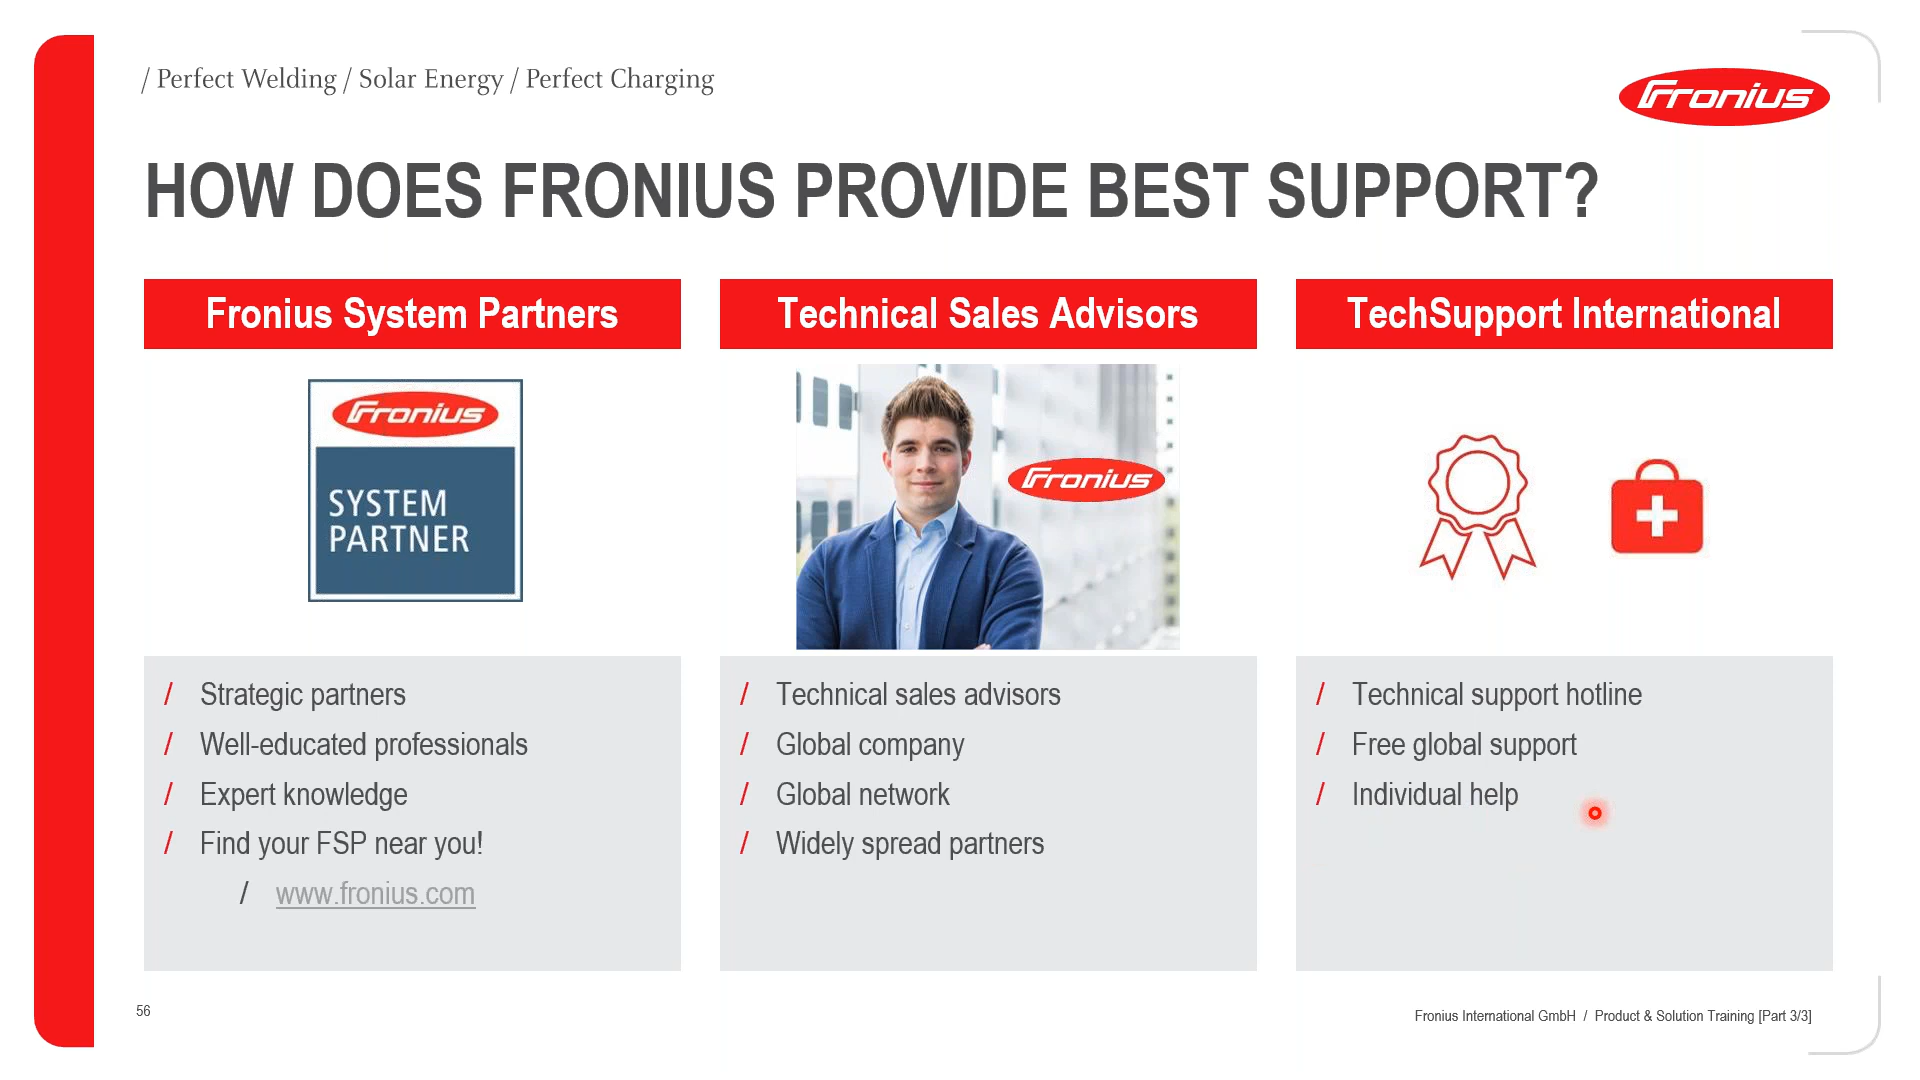 / Perfect Welding / Solar Energy / Perfect Charging
Fronius
HOW DOES FRONIUS PROVIDE BEST SUPPORT?
Fronius System Partners
Fronius
SYSTEM
PARTNER
/ Strategic partners
/ Well-educated professionals
/ Expert knowledge
/ Find your FSP near you!
/ www.fronius.com
Technical Sales Advisors
Fronius
/ Technical sales advisors
/ Global company
/ Global network
/ Widely spread partners
TechSupport International
/ Technical support hotline
/ Free global support
/ Individual help
56
Fronius International GmbH / Product & Solution Training [Part 3/3]